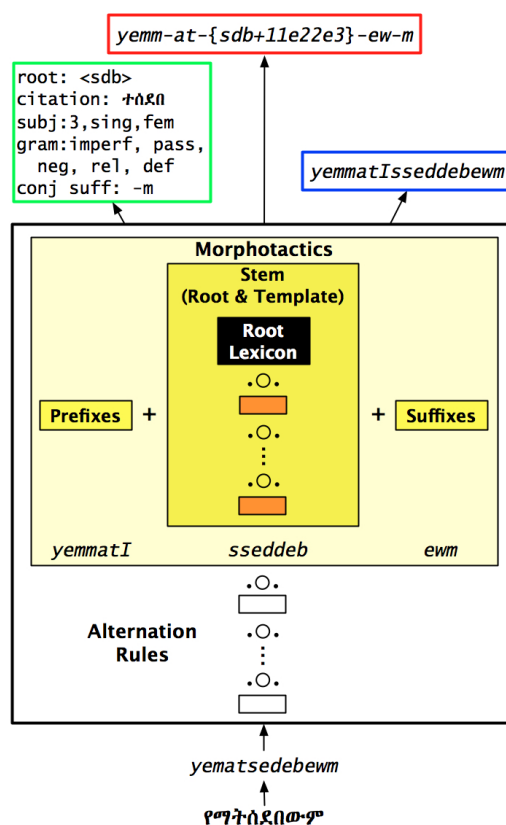 yemm-at-{sdb+11e22e3}-ew-m
root: <sdb>
citation: ተሰደበ
subj:3,sing,fem
gram:imperf, pass,
neg, rel, def
conj suff: -m
yemmatIsseddebewm
Morphotactics
Stem
(Root & Template)
Root
Lexicon
Prefixes + + Suffixes
yemmatI sseddeb ewm
Alternation
Rules
yematsedebewm
የማትሰደበውም